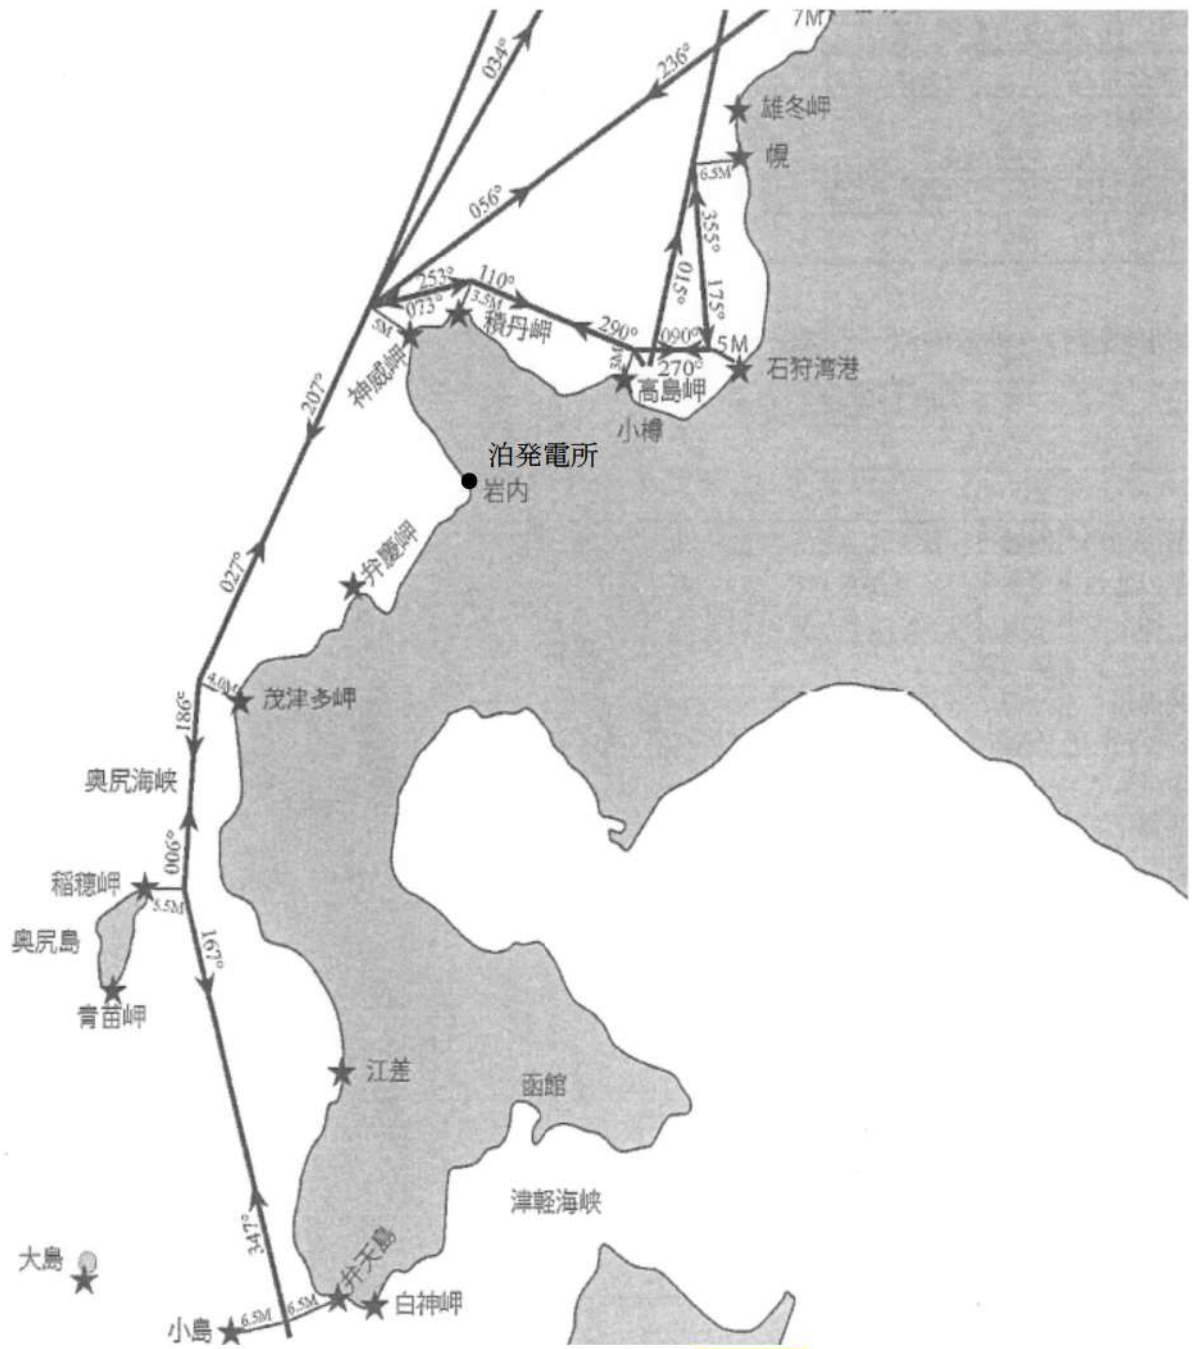 7M
034°
236°
雄冬岬
幌
6.5M
056°
355°
015°
175°
253°
110°
073°
3.5M
積丹岬
5M
神威岬
290°
090°
5M
3M
270°
石狩湾港
高島岬
小樽
207°
泊発電所
岩内
弁慶岬
027°
4.0M
茂津多岬
186°
奥尻海峡
006°
稲穂岬
5.5M
奥尻島
167°
青苗岬
江差
函館
津軽海峡
347°
弁天島
大島
6.5M
6.5M
白神岬
小島